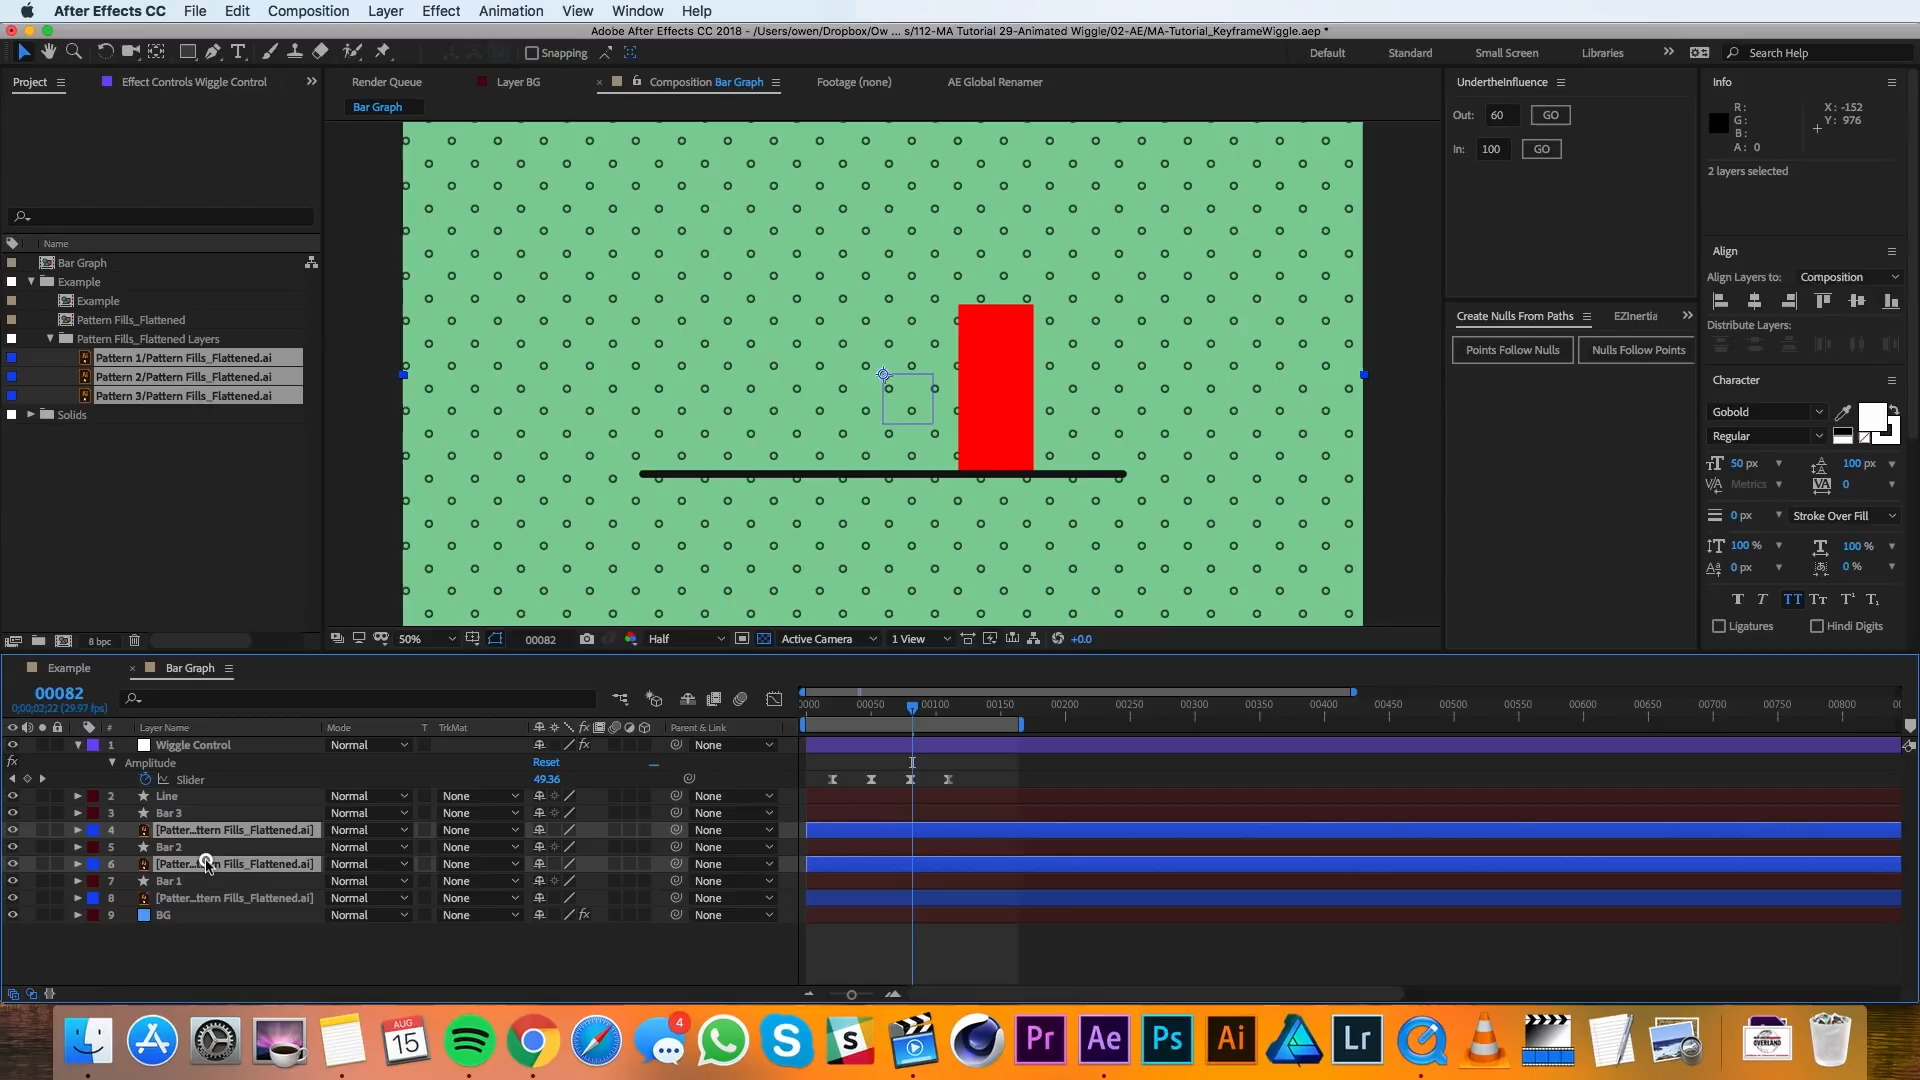 After Effects CC File Edit Composition Layer Effect Animation View Window Help
Adobe After Effects CC 2018 - /Users/owen/Dropbox/Ow ... s/112-MA Tutorial 29-Animated Wiggle/02-AE/MA-Tutorial_KeyframeWiggle.aep *
Snapping Default Standard Small Screen Libraries Search Help
Project Effect Controls Wiggle Control
Render Queue Layer BG Composition Bar Graph Footage (none) AE Global Renamer
Bar Graph
UndertheInfluence
Out: 60 GO
In: 100 GO
Info
R:
G:
B:
A: 0
X: -152
Y: 976
2 layers selected
Name
Bar Graph
Example
Example
Pattern Fills_Flattened
Pattern Fills_Flattened Layers
Pattern 1/Pattern Fills_Flattened.ai
Pattern 2/Pattern Fills_Flattened.ai
Pattern 3/Pattern Fills_Flattened.ai
Solids
Align
Align Layers to: Composition
Distribute Layers:
Create Nulls From Paths EZInertia
Points Follow Nulls Nulls Follow Points
Character
Gobold
Regular
50 px 100 px
Metrics 0
0 px Stroke Over Fill
100 % 100 %
0 px 0 %
Ligatures Hindi Digits
8 bpc
50% 00082 Half Active Camera 1 View +0.0
Example Bar Graph
00082
0;00;02;22 (29.97 fps)
0000 00050 00100 00150 00200 00250 00300 00350 00400 00450 00500 00550 00600 00650 00700 00750 00800
# Layer Name Mode T TrkMat Parent & Link
1 Wiggle Control Normal None
fx Amplitude Reset
Slider 49.36
2 Line Normal None None
3 Bar 3 Normal None None
4 [Patter...ttern Fills_Flattened.ai] Normal None None
5 Bar 2 Normal None None
6 [Patter...ttern Fills_Flattened.ai] Normal None None
7 Bar 1 Normal None None
8 [Patter...ttern Fills_Flattened.ai] Normal None None
9 BG Normal None None
AUG
15
4
Pr Ae Ps Ai Lr
OVERLAND